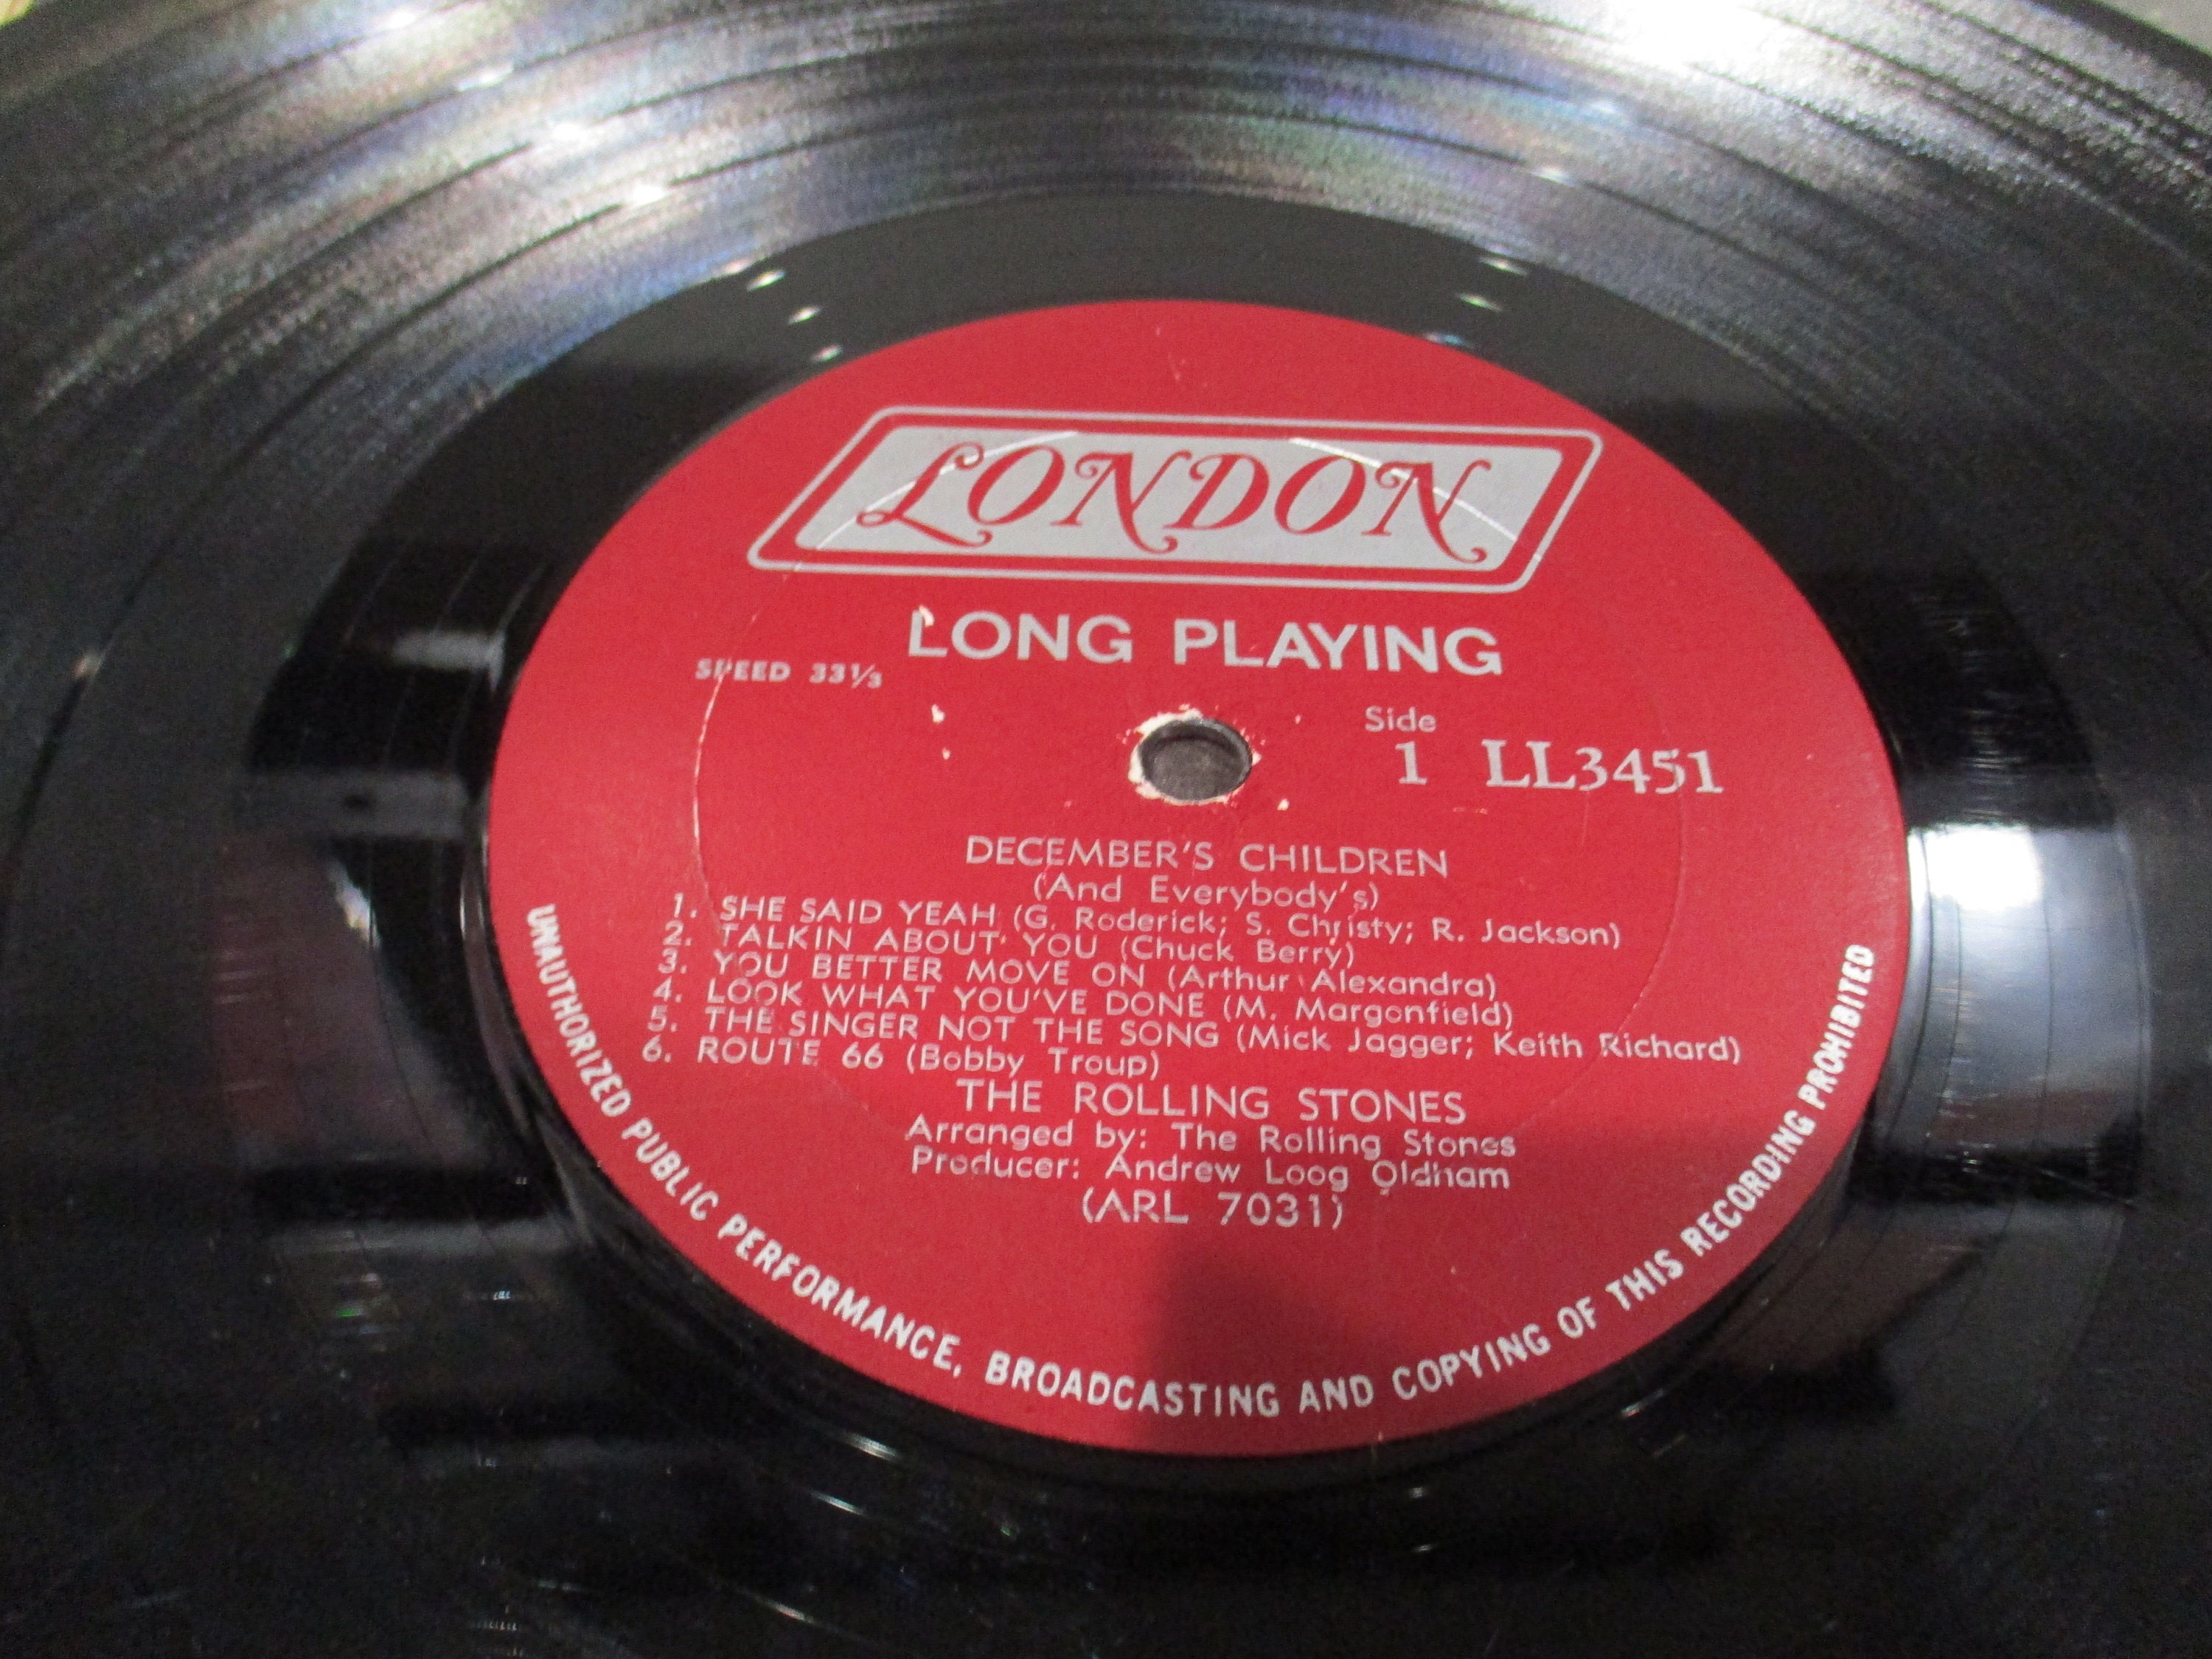 LONDON
LONG PLAYING
SPEED 33⅓
Side
1 LL3451
DECEMBER'S CHILDREN
(And Everybody's)
1. SHE SAID YEAH (G. Roderick; S. Christy; R. Jackson)
2. TALKIN ABOUT YOU (Chuck Berry)
3. YOU BETTER MOVE ON (Arthur Alexandra)
4. LOOK WHAT YOU'VE DONE (M. Margonfield)
5. THE SINGER NOT THE SONG (Mick Jagger; Keith Richard)
6. ROUTE 66 (Bobby Troup)
THE ROLLING STONES
Arranged by: The Rolling Stones
Producer: Andrew Loog Oldham
(ARL 7031)
UNAUTHORIZED PUBLIC PERFORMANCE, BROADCASTING AND COPYING OF THIS RECORDING PROHIBITED